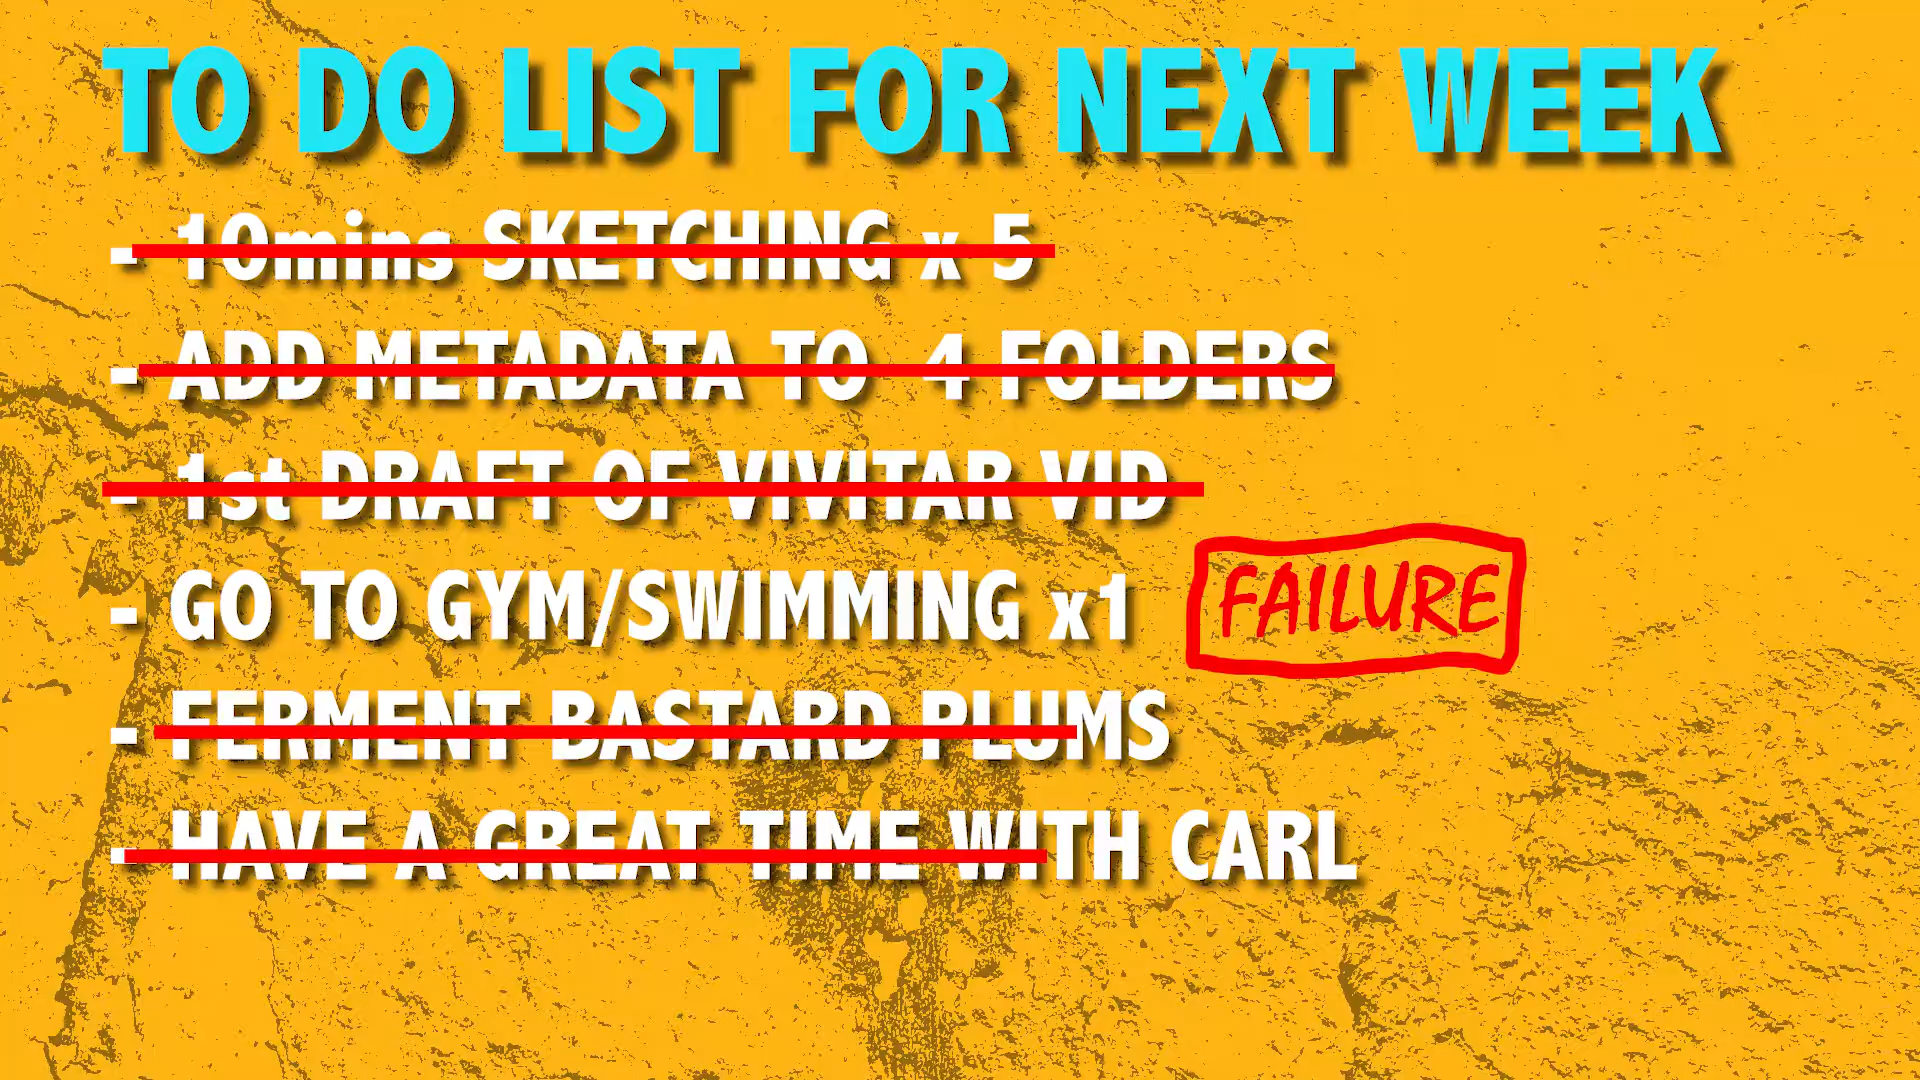 TO DO LIST FOR NEXT WEEK
- 10mins SKETCHING x 5
- ADD METADATA TO 4 FOLDERS
- 1st DRAFT OF VIVITAR VID
- GO TO GYM/SWIMMING x1 FAILURE
- FERMENT BASTARD PLUMS
- HAVE A GREAT TIME WITH CARL